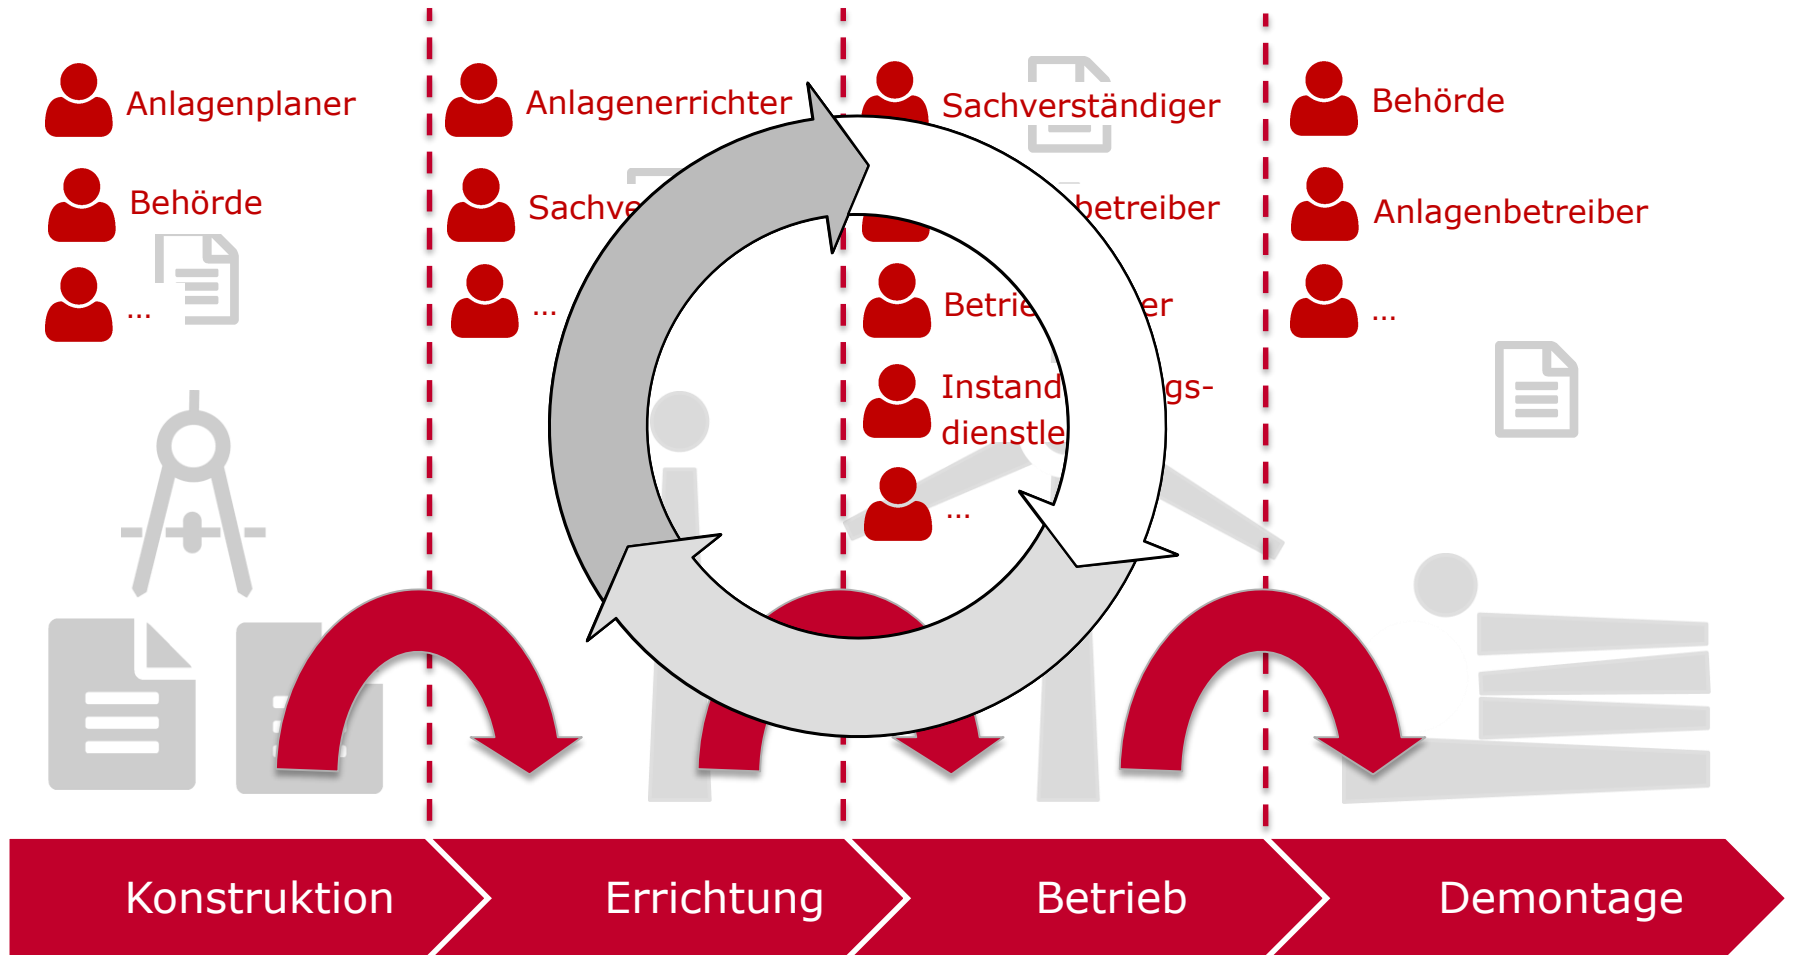 Anlagenplaner
Behörde
...
Anlagenerrichter
Sachve
...
Sachverständiger
betreiber
Betrie er
Instand gs-
dienstle
...
Behörde
Anlagenbetreiber
...
Konstruktion
Errichtung
Betrieb
Demontage